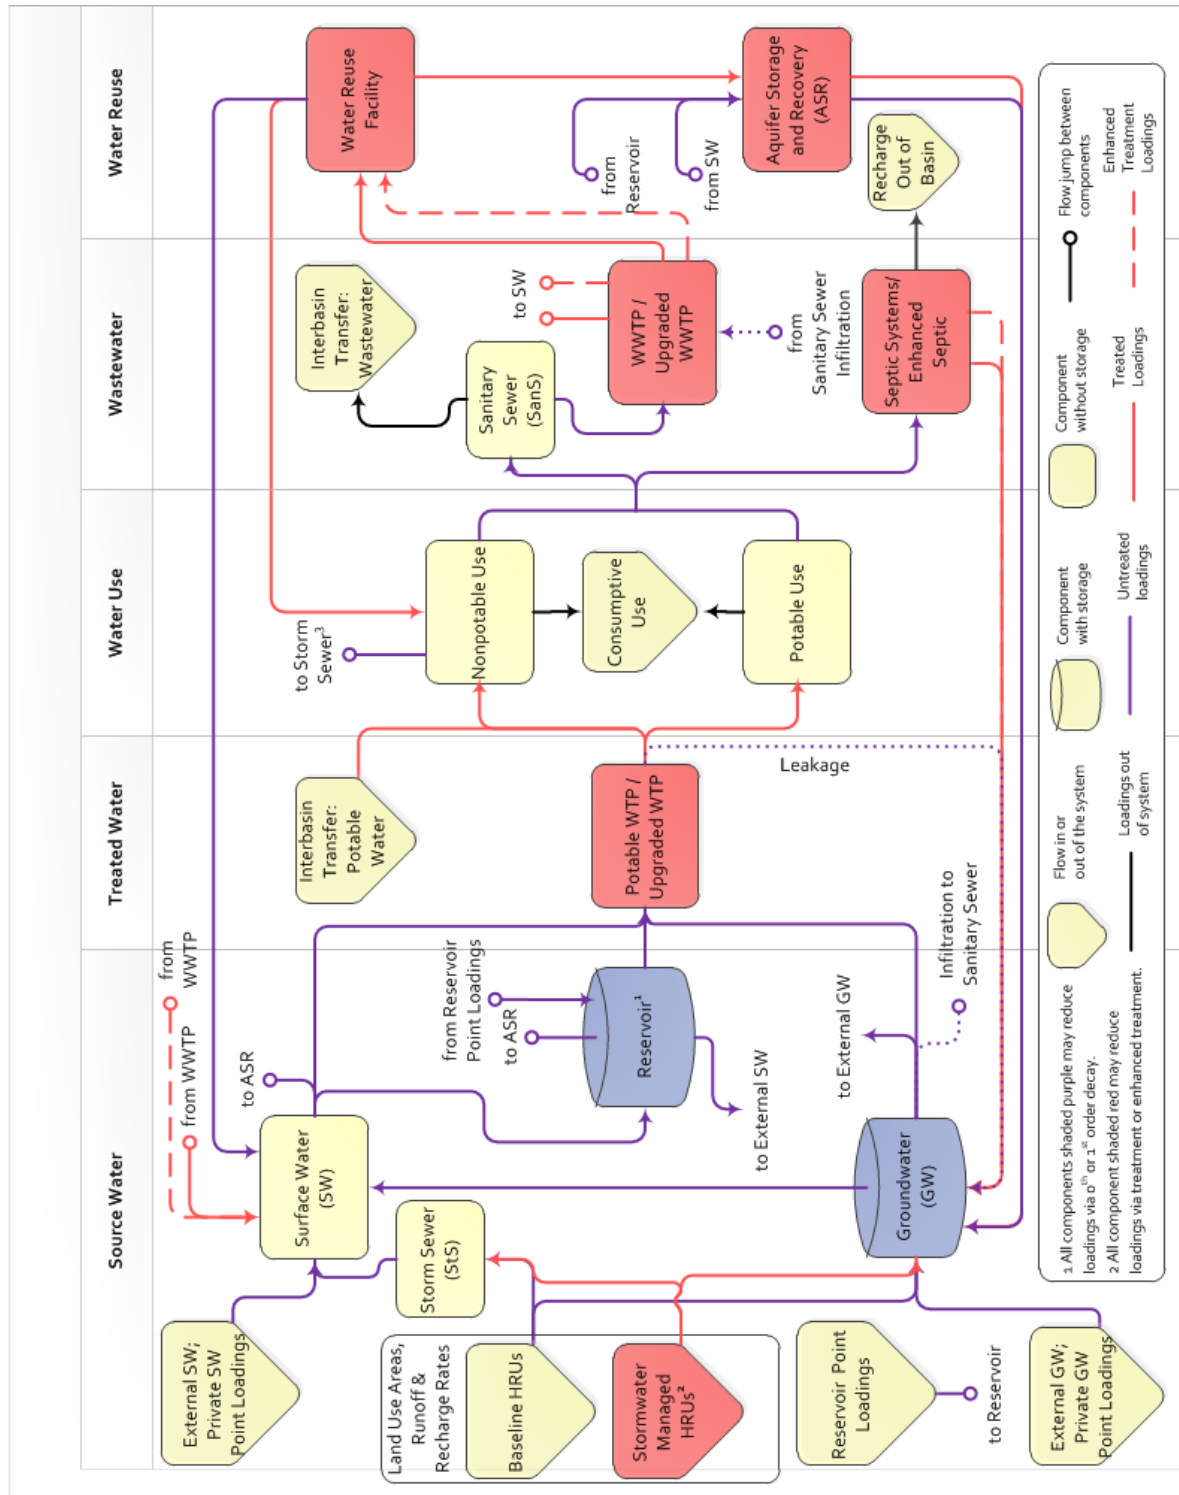 Source Water
Treated Water
Water Use
Wastewater
Water Reuse
External SW;
Private SW
Point Loadings
Land Use Areas,
Runoff &
Recharge Rates
Baseline HRUs
Stormwater
Managed
HRUs²
Reservoir Point
Loadings
to Reservoir
External GW;
Private GW
Point Loadings
from
WWTP
from WWTP
to ASR
Surface Water
(SW)
Storm Sewer
(StS)
from Reservoir
Point Loadings
to ASR
Reservoir¹
to External SW
to External GW
Groundwater
(GW)
Infiltration to
Sanitary Sewer
Interbasin
Transfer:
Potable
Water
Potable WTP /
Upgraded WTP
Leakage
to Storm
Sewer³
Nonpotable Use
Consumptive
Use
Potable Use
Interbasin
Transfer:
Wastewater
Sanitary
Sewer
(SanS)
to SW
WWTP /
Upgraded
WWTP
from
Sanitary Sewer
Infiltration
Septic Systems/
Enhanced
Septic
Water Reuse
Facility
from
Reservoir
from SW
Aquifer Storage
and Recovery
(ASR)
Recharge
Out of
Basin
1 All components shaded purple may reduce
loadings via 0ᵗʰ or 1ˢᵗ order decay.
2 All component shaded red may reduce
loadings via treatment or enhanced treatment.
Flow in or
out of the system
Component
with storage
Component
without storage
Flow jump between
components
Loadings out
of system
Untreated
loadings
Treated
Loadings
Enhanced
Treatment
Loadings